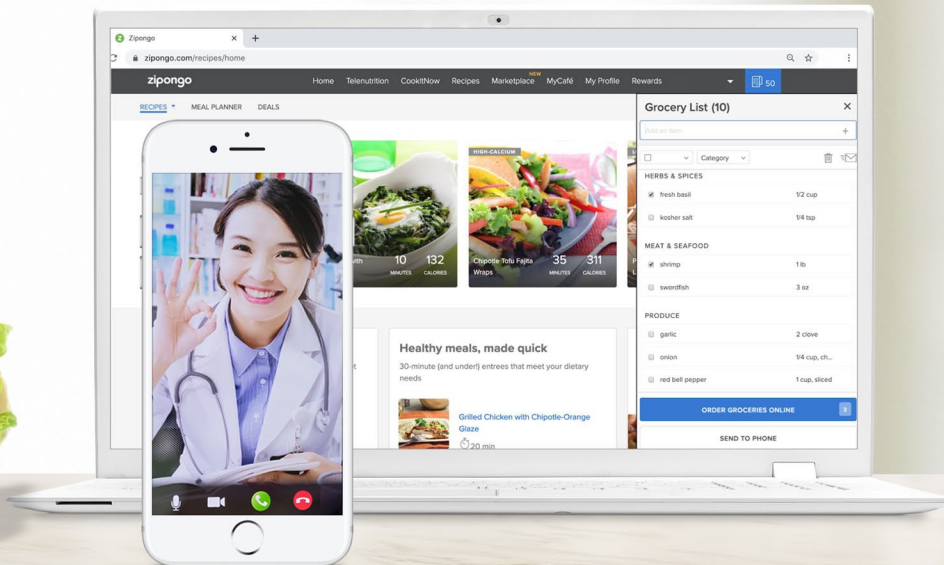 Zipongo
zipongo.com/recipes/home
zipongo
Home Telenutrition CookItNow Recipes Marketplace NEW MyCafé My Profile Rewards 50
RECIPES MEAL PLANNER DEALS
10 132
MINUTES CALORIES
HIGH-CALCIUM
Chipotle Tofu Fajita
Wraps
35 311
MINUTES CALORIES
Healthy meals, made quick
30-minute (and under!) entrees that meet your dietary
needs
Grilled Chicken with Chipotle-Orange
Glaze
20 min
Grocery List (10)
Add an item
Category
HERBS & SPICES
fresh basil 1/2 cup
kosher salt 1/4 tsp
MEAT & SEAFOOD
shrimp 1 lb
swordfish 3 oz
PRODUCE
garlic 2 clove
onion 1/4 cup, ch...
red bell pepper 1 cup, sliced
ORDER GROCERIES ONLINE 3
SEND TO PHONE